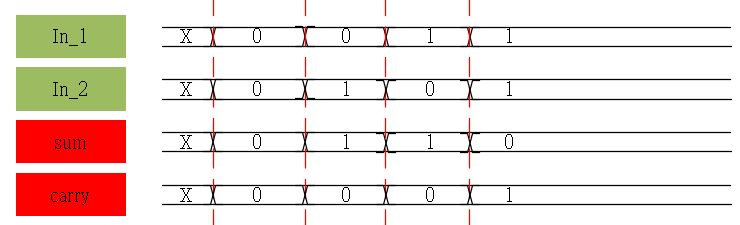 In_1 X 0 0 1 1
In_2 X 0 1 0 1
sum X 0 1 1 0
carry X 0 0 0 1